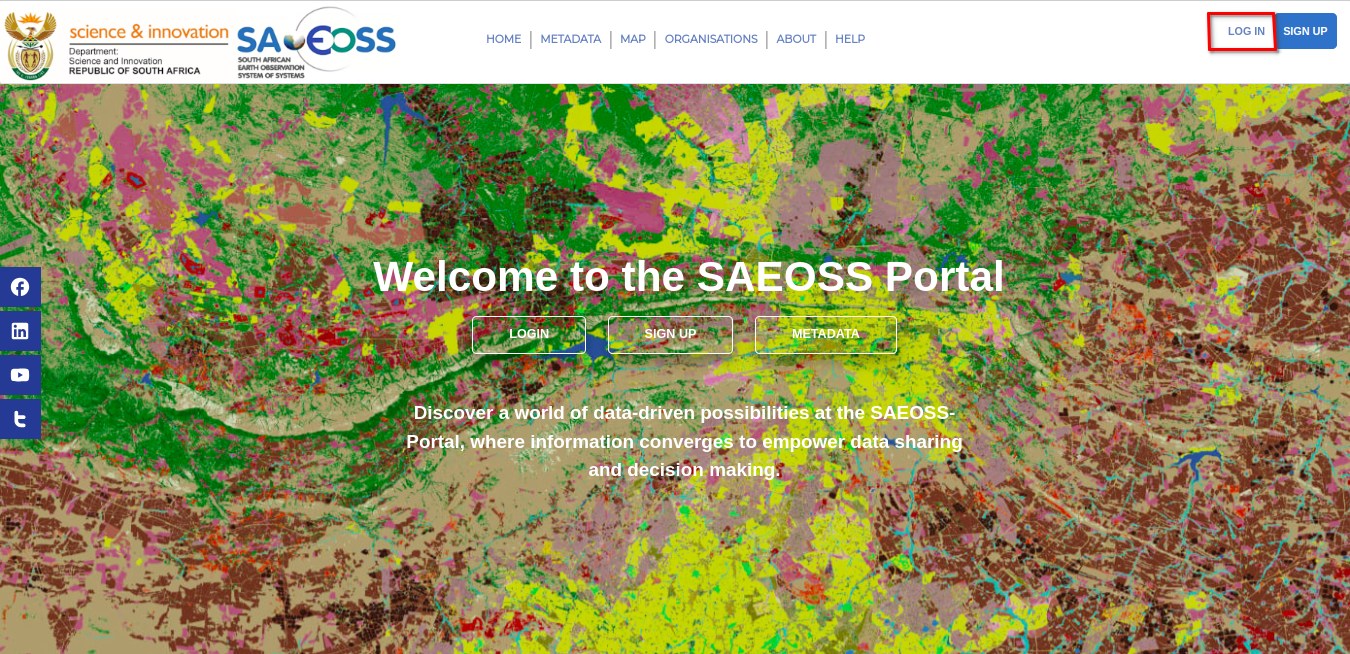 science & innovation
Department:
Science and Innovation
REPUBLIC OF SOUTH AFRICA
SAEOSS
SOUTH AFRICAN
EARTH OBSERVATION
SYSTEM OF SYSTEMS
HOME
METADATA
MAP
ORGANISATIONS
ABOUT
HELP
LOG IN
SIGN UP
Welcome to the SAEOSS Portal
LOGIN
SIGN UP
METADATA
Discover a world of data-driven possibilities at the SAEOSS-
Portal, where information converges to empower data sharing
and decision making.